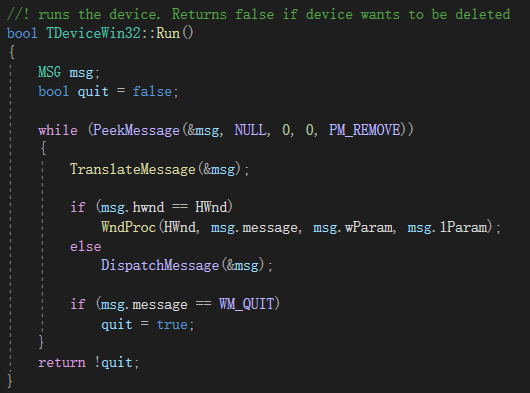 //! runs the device. Returns false if device wants to be deleted
bool TDeviceWin32::Run()
{
    MSG msg;
    bool quit = false;

    while (PeekMessage(&msg, NULL, 0, 0, PM_REMOVE))
    {
        TranslateMessage(&msg);

        if (msg.hwnd == HWnd)
            WndProc(HWnd, msg.message, msg.wParam, msg.lParam);
        else
            DispatchMessage(&msg);

        if (msg.message == WM_QUIT)
            quit = true;
    }
    return !quit;
}